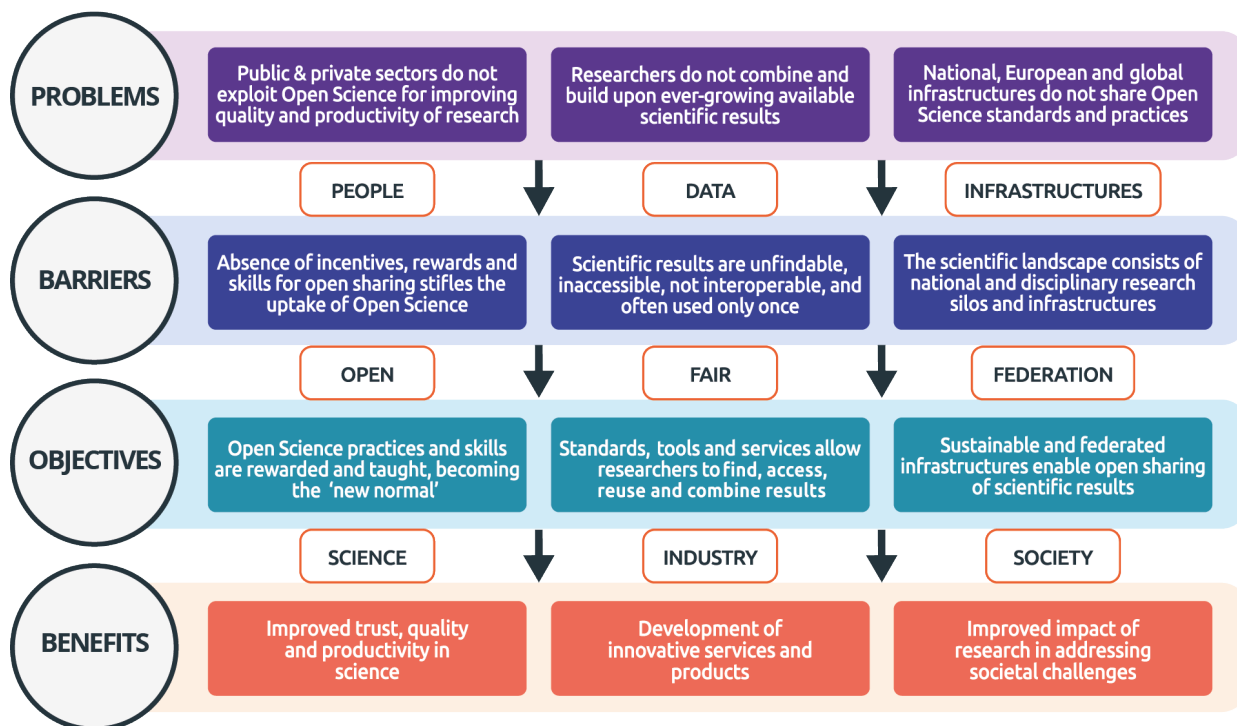 PROBLEMS
Public & private sectors do not
exploit Open Science for improving
quality and productivity of research
Researchers do not combine and
build upon ever-growing available
scientific results
National, European and global
infrastructures do not share Open
Science standards and practices
PEOPLE
DATA
INFRASTRUCTURES
BARRIERS
Absence of incentives, rewards and
skills for open sharing stifles the
uptake of Open Science
Scientific results are unfindable,
inaccessible, not interoperable, and
often used only once
The scientific landscape consists of
national and disciplinary research
silos and infrastructures
OPEN
FAIR
FEDERATION
OBJECTIVES
Open Science practices and skills
are rewarded and taught, becoming
the ‘new normal’
Standards, tools and services allow
researchers to find, access,
reuse and combine results
Sustainable and federated
infrastructures enable open sharing
of scientific results
SCIENCE
INDUSTRY
SOCIETY
BENEFITS
Improved trust, quality
and productivity in
science
Development of
innovative services and
products
Improved impact of
research in addressing
societal challenges